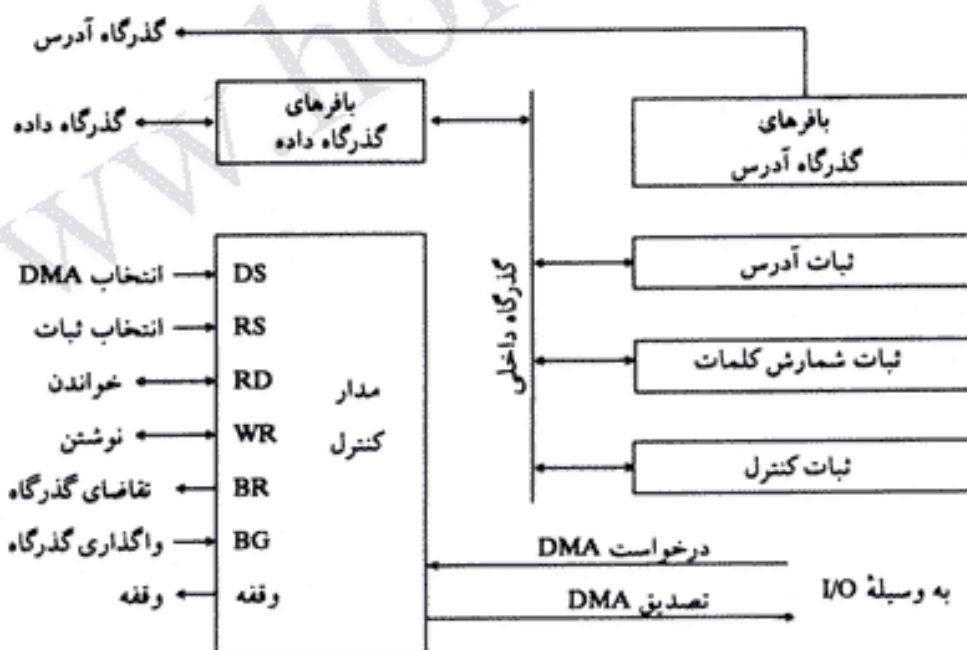 گذرگاه آدرس
بافرهای
گذرگاه داده
گذرگاه داده
بافرهای
گذرگاه آدرس
گذرگاه داخلی
ثبات آدرس
ثبات شمارش کلمات
ثبات کنترل
انتخاب DMA
DS
انتخاب ثبات
RS
خواندن
RD
نوشتن
WR
تقاضای گذرگاه
BR
واگذاری گذرگاه
BG
وقفه
وقفه
مدار
کنترل
درخواست DMA
تصدیق DMA
به وسیلهٔ I/O